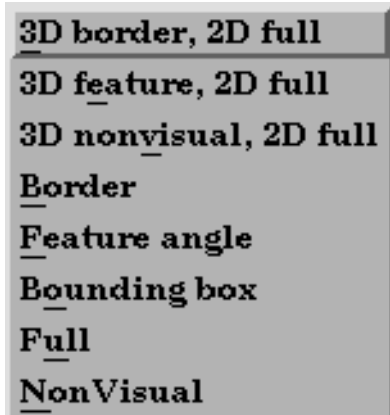 3D border, 2D full
3D feature, 2D full
3D nonvisual, 2D full
Border
Feature angle
Bounding box
Full
NonVisual